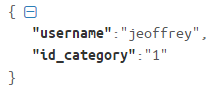 {
"username":"jeoffrey",
"id_category":"1"
}